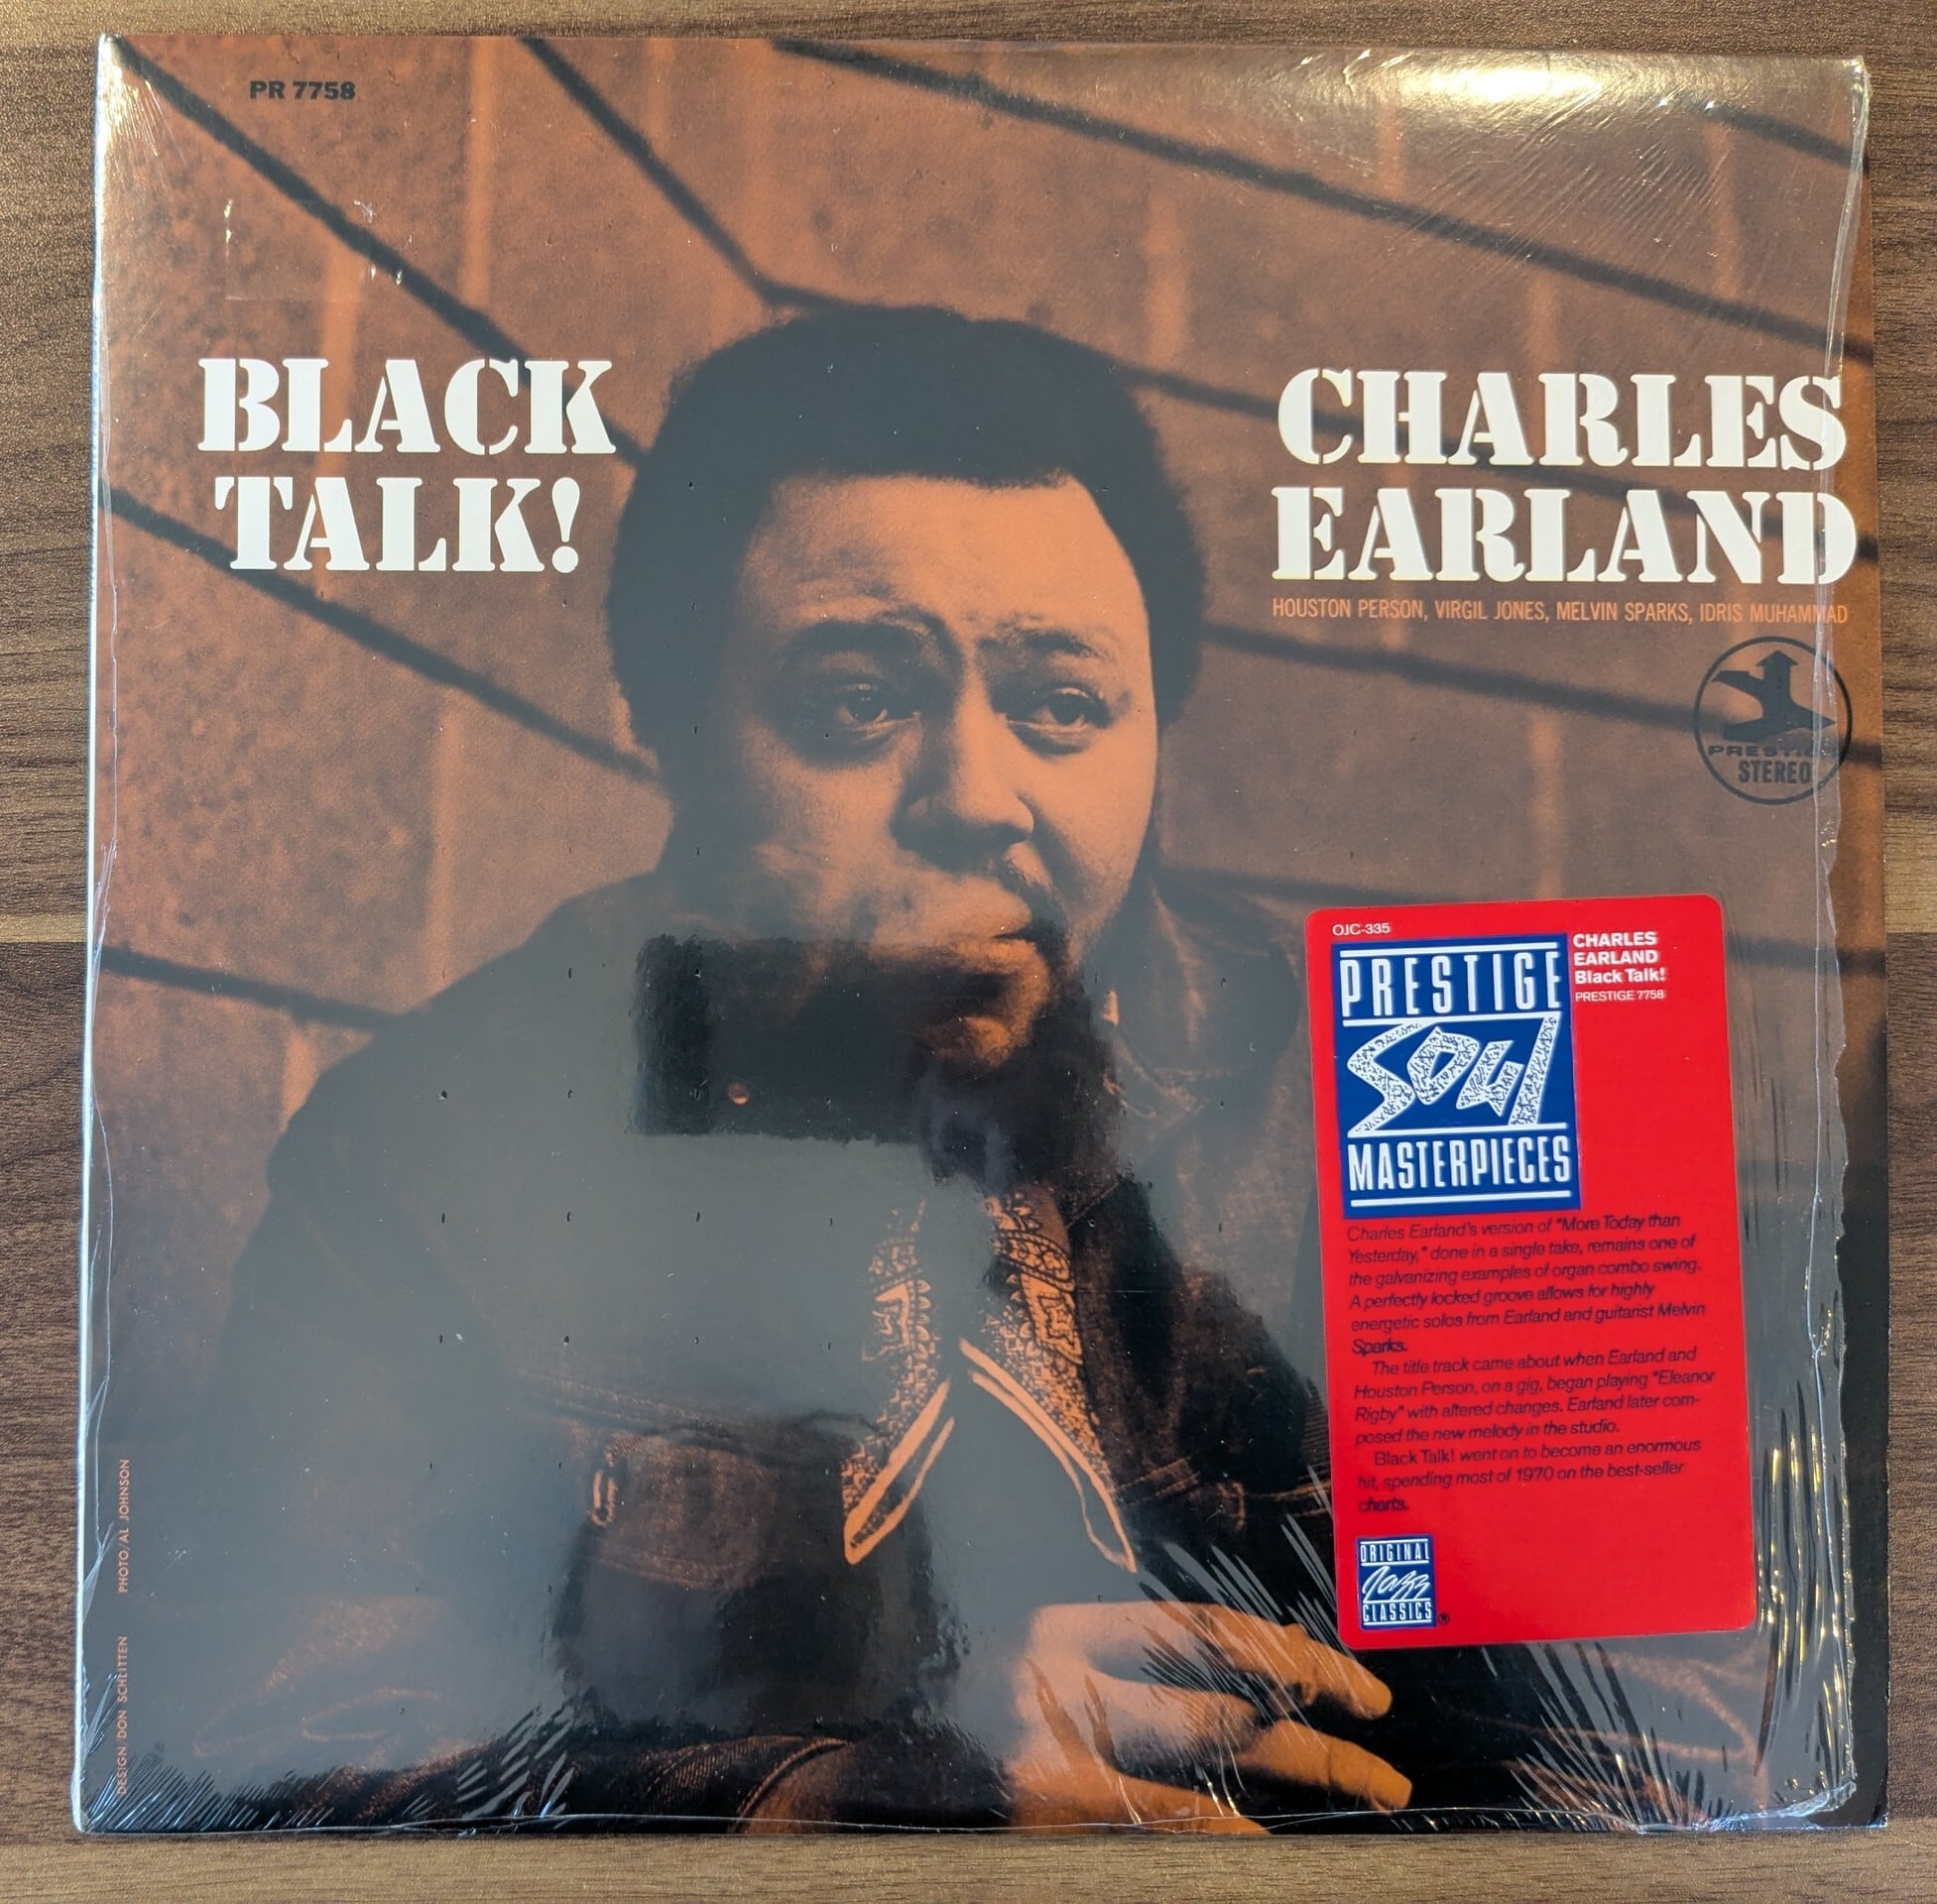 PR 7758
BLACK
TALK!
CHARLES
EARLAND
HOUSTON PERSON, VIRGIL JONES, MELVIN SPARKS, IDRIS MUHAMMAD
PRESTIGE
STEREO
OJC-335
PRESTIGE
SOUL
MASTERPIECES
CHARLES
EARLAND
Black Talk!
PRESTIGE 7758
Charles Earland's version of "More Today than
Yesterday," done in a single take, remains one of
the galvanizing examples of organ combo swing.
A perfectly locked groove allows for highly
energetic solos from Earland and guitarist Melvin
Sparks.
The title track came about when Earland and
Houston Person, on a gig, began playing "Eleanor
Rigby" with altered changes. Earland later com-
posed the new melody in the studio.
Black Talk! went on to become an enormous
hit, spending most of 1970 on the best-seller
charts.
ORIGINAL
Jazz
CLASSICS®
DESIGN: DON SCHLITTEN PHOTO/AL JOHNSON